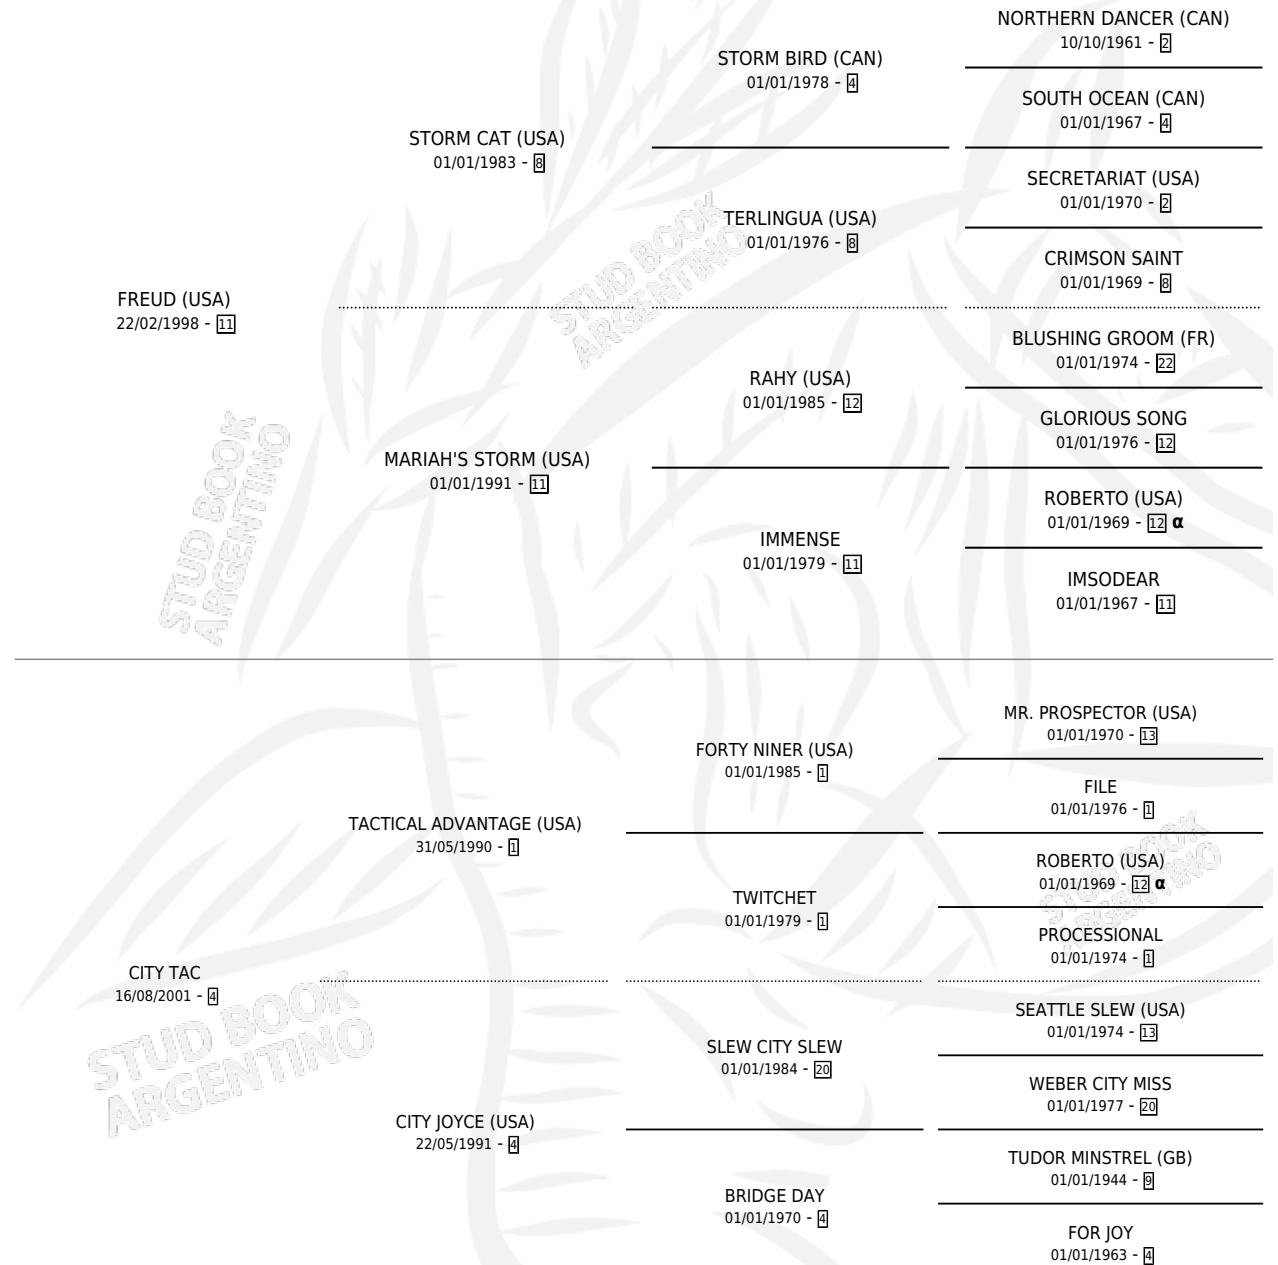 NORTHERN DANCER (CAN)
10/10/1961 - 2
STORM BIRD (CAN)
01/01/1978 - 4
SOUTH OCEAN (CAN)
01/01/1967 - 4
STORM CAT (USA)
01/01/1983 - 8
SECRETARIAT (USA)
01/01/1970 - 2
TERLINGUA (USA)
01/01/1976 - 8
CRIMSON SAINT
01/01/1969 - 8
FREUD (USA)
22/02/1998 - 11
BLUSHING GROOM (FR)
01/01/1974 - 22
RAHY (USA)
01/01/1985 - 12
GLORIOUS SONG
01/01/1976 - 12
MARIAH'S STORM (USA)
01/01/1991 - 11
ROBERTO (USA)
01/01/1969 - 12 α
IMMENSE
01/01/1979 - 11
IMSODEAR
01/01/1967 - 11
MR. PROSPECTOR (USA)
01/01/1970 - 13
FORTY NINER (USA)
01/01/1985 - 1
FILE
01/01/1976 - 1
TACTICAL ADVANTAGE (USA)
31/05/1990 - 1
ROBERTO (USA)
01/01/1969 - 12 α
TWITCHET
01/01/1979 - 1
PROCESSIONAL
01/01/1974 - 1
CITY TAC
16/08/2001 - 4
SEATTLE SLEW (USA)
01/01/1974 - 13
SLEW CITY SLEW
01/01/1984 - 20
WEBER CITY MISS
01/01/1977 - 20
CITY JOYCE (USA)
22/05/1991 - 4
TUDOR MINSTREL (GB)
01/01/1944 - 9
BRIDGE DAY
01/01/1970 - 4
FOR JOY
01/01/1963 - 4
STUD BOOK
ARGENTINO
STUD BOOK
ARGENTINO
STUD BOOK
ARGENTINO
STUD BOOK
ARGENTINO